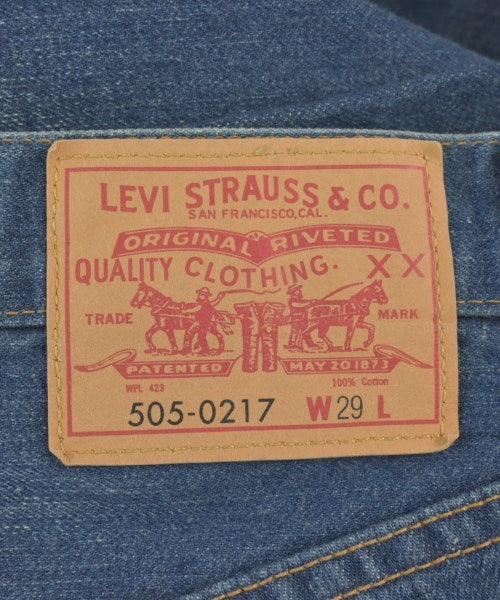 LEVI STRAUSS & CO.
SAN FRANCISCO, CAL.
ORIGINAL RIVETED
QUALITY CLOTHING. XX
TRADE MARK
PATENTED MAY 20 1873
WPL 423 100% Cotton
505-0217 W 29 L